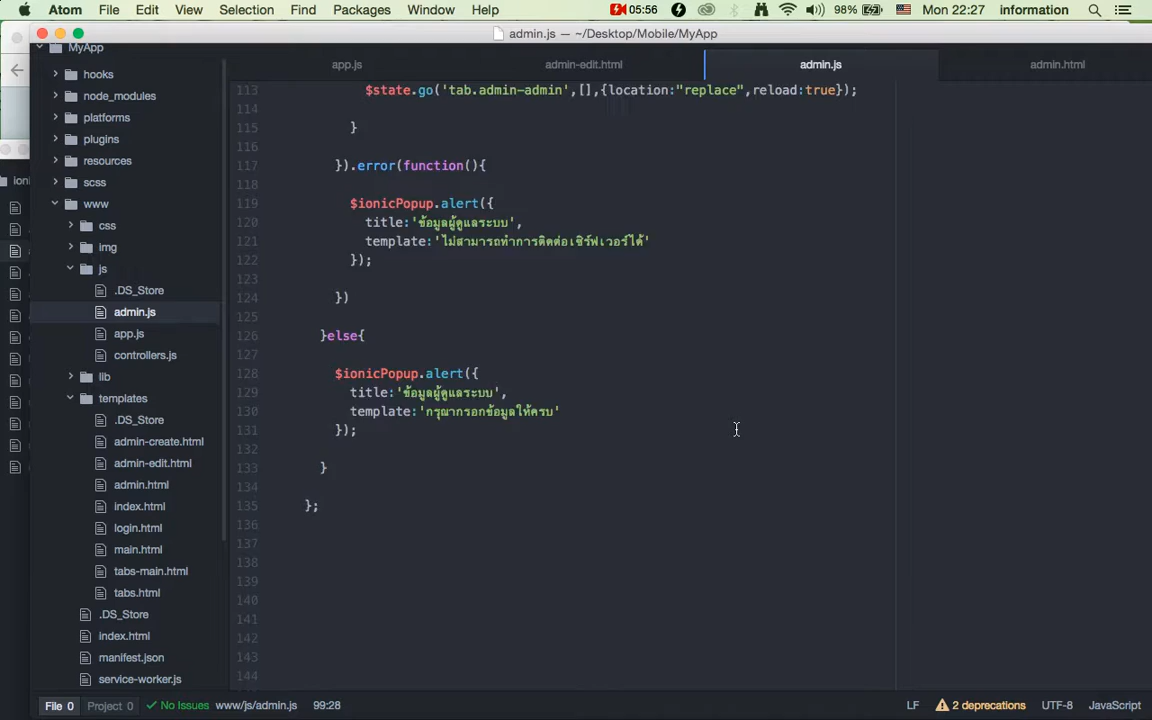 Atom File Edit View Selection Find Packages Window Help 05:56 98% Mon 22:27 information
admin.js — ~/Desktop/Mobile/MyApp
MyApp
hooks
node_modules
platforms
plugins
resources
scss
www
css
img
js
.DS_Store
admin.js
app.js
controllers.js
lib
templates
.DS_Store
admin-create.html
admin-edit.html
admin.html
index.html
login.html
main.html
tabs-main.html
tabs.html
.DS_Store
index.html
manifest.json
service-worker.js
app.js admin-edit.html admin.js admin.html
113 $state.go('tab.admin-admin',[],{location:"replace",reload:true});
114
115 }
116
117 }).error(function(){
118
119 $ionicPopup.alert({
120 title:'ข้อมูลผู้ดูแลระบบ',
121 template:'ไม่สามารถทำการติดต่อเซิร์ฟเวอร์ได้'
122 });
123
124 })
125
126 }else{
127
128 $ionicPopup.alert({
129 title:'ข้อมูลผู้ดูแลระบบ',
130 template:'กรุณากรอกข้อมูลให้ครบ'
131 });
132
133 }
134
135 };
136
137
138
139
140
141
142
143
144
File 0 Project 0 No Issues www/js/admin.js 99:28 LF 2 deprecations UTF-8 JavaScript